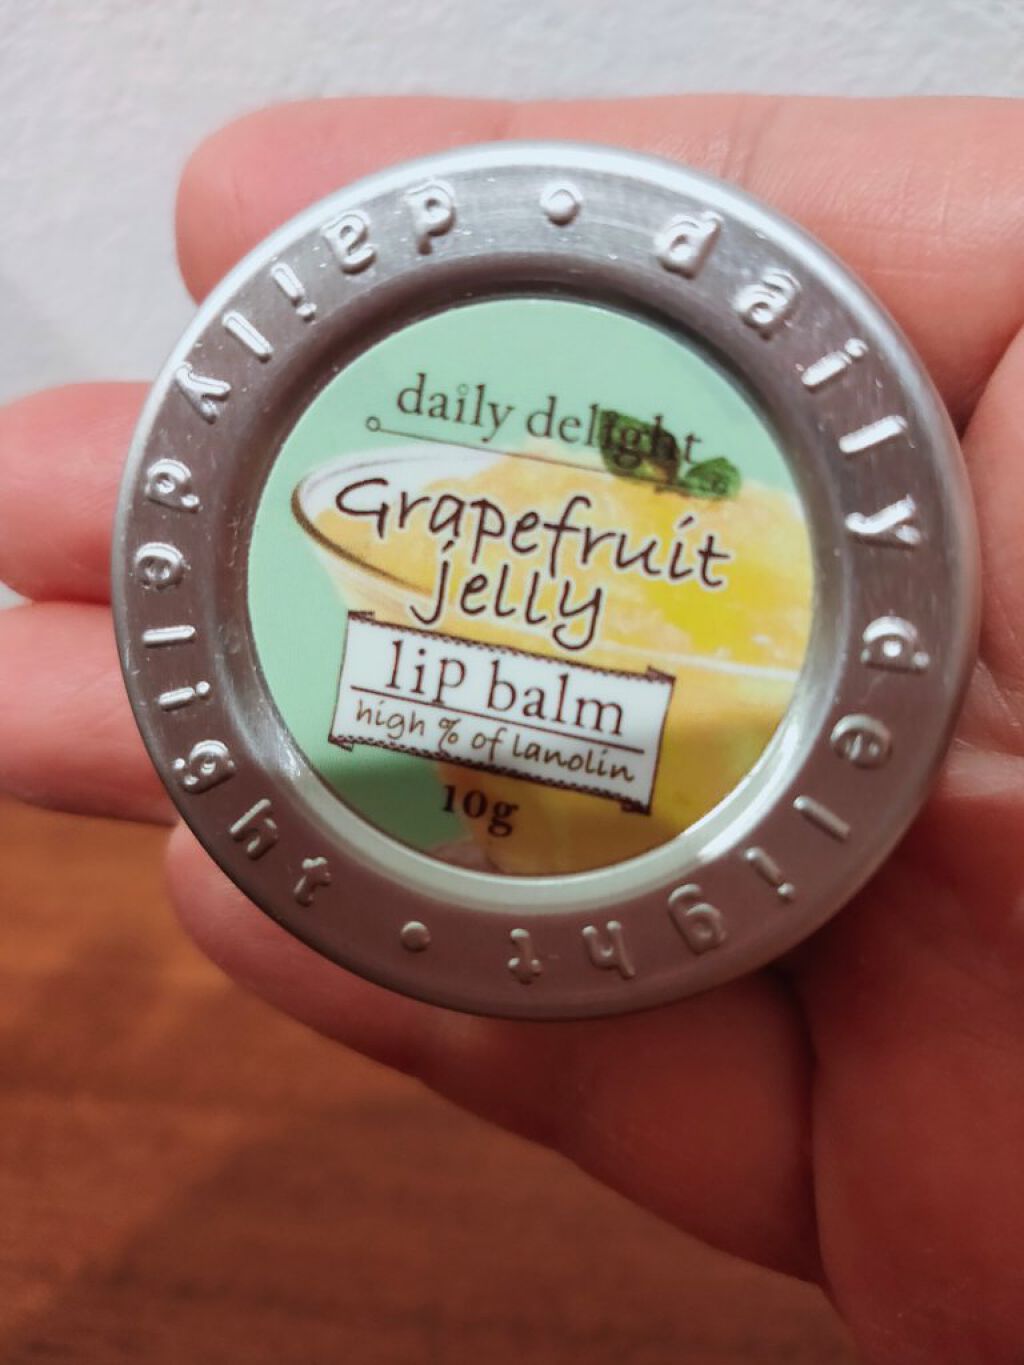 daily delight • daily delight •
daily delight
Grapefruit
jelly
lip balm
high % of lanolin
10g